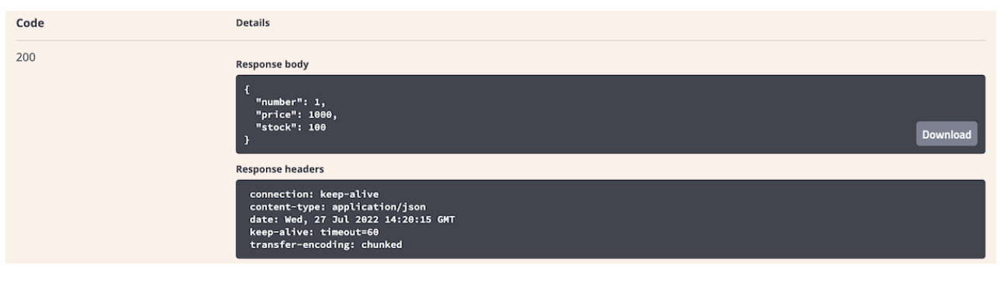 Code Details
200
Response body
{
  "number": 1,
  "price": 1000,
  "stock": 100
}
Download
Response headers
connection: keep-alive
content-type: application/json
date: Wed, 27 Jul 2022 14:20:15 GMT
keep-alive: timeout=60
transfer-encoding: chunked